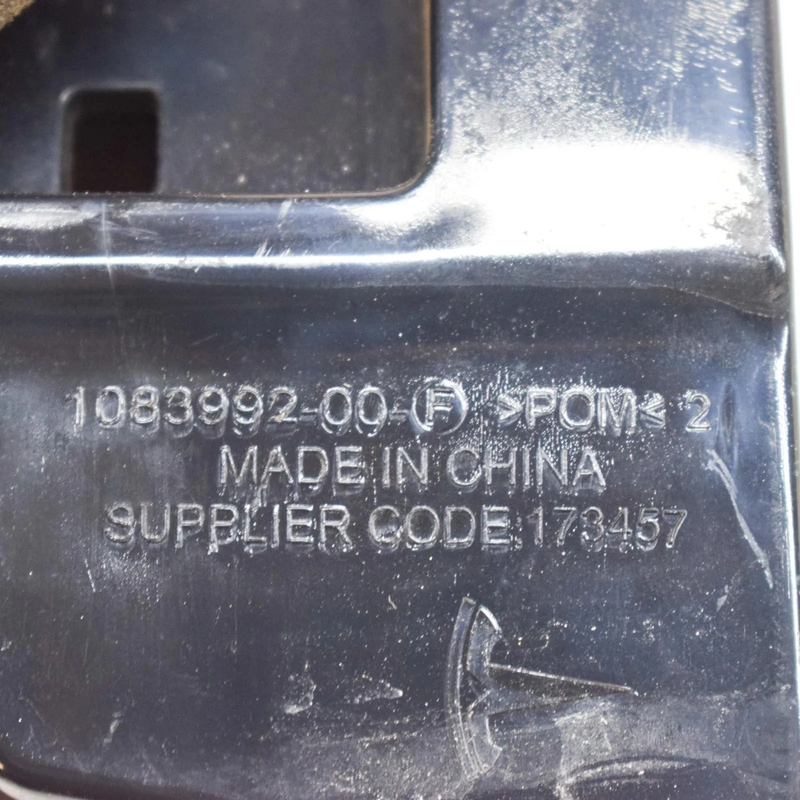 1083992-00-Ⓕ >POM< 2
MADE IN CHINA
SUPPLIER CODE:173457